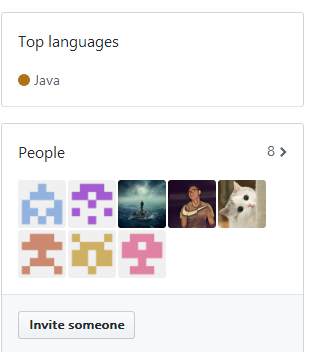 Top languages
Java
People 8
Invite someone